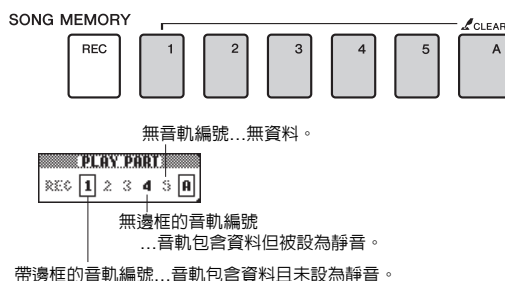 SONG MEMORY
CLEAR
REC 1 2 3 4 5 A
無音軌編號...無資料。
PLAY PART
REC 1 2 3 4 5 A
無邊框的音軌編號
...音軌包含資料但被設為靜音。
帶邊框的音軌編號...音軌包含資料且未設為靜音。